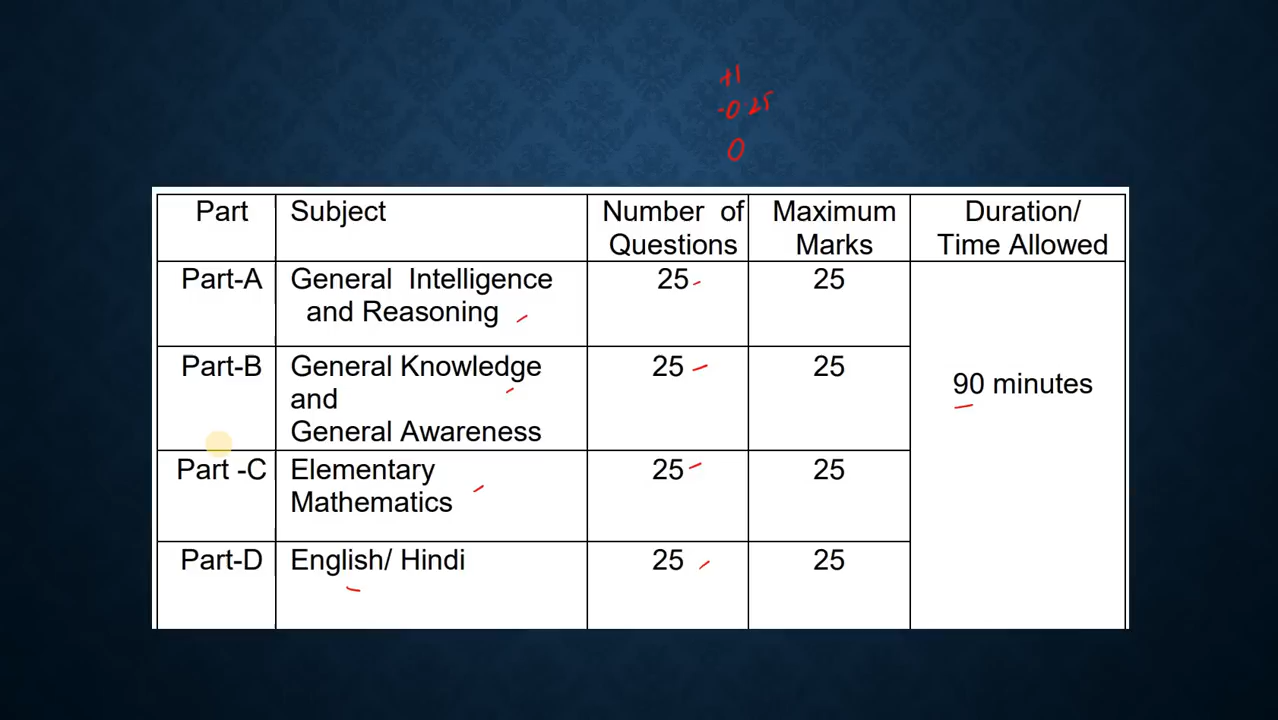 +1
-0.25
0
Part Subject Number of Questions Maximum Marks Duration/ Time Allowed
Part-A General Intelligence and Reasoning 25 25
Part-B General Knowledge and General Awareness 25 25 90 minutes
Part -C Elementary Mathematics 25 25
Part-D English/ Hindi 25 25